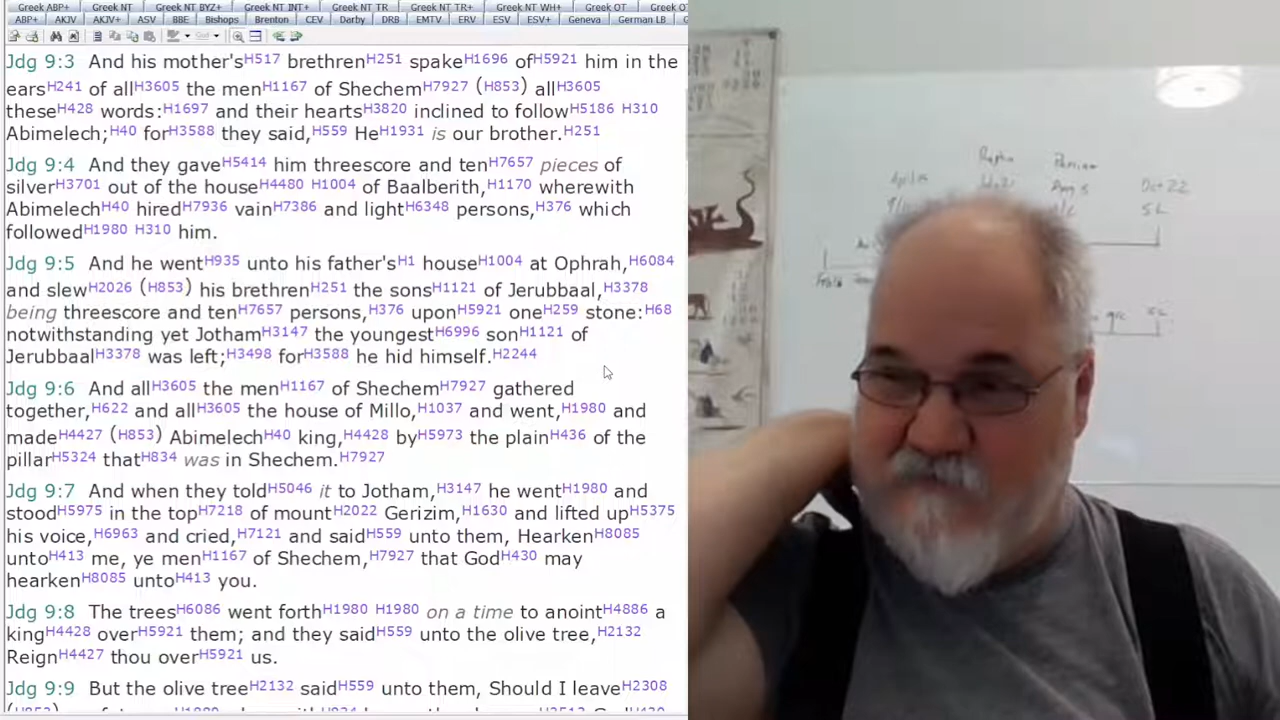 Greek ABP+ Greek NT Greek NT BYZ+ Greek NT INT+ Greek NT TR Greek NT TR+ Greek NT WH+ Greek OT Greek O
ABP+ AKJV AKJV+ ASV BBE Bishops Brenton CEV Darby DRB EMTV ERV ESV ESV+ Geneva German LB
Jdg 9:3 And his mother'sH517 brethrenH251 spakeH1696 ofH5921 him in the
earsH241 of allH3605 the menH1167 of ShechemH7927 (H853) allH3605
theseH428 words:H1697 and their heartsH3820 inclined to followH5186 H310
Abimelech;H40 forH3588 they said,H559 HeH1931 is our brother.H251
Jdg 9:4 And they gaveH5414 him threescore and tenH7657 pieces of
silverH3701 out of the houseH4480 H1004 of Baalberith,H1170 wherewith
AbimelechH40 hiredH7936 vainH7386 and lightH6348 persons,H376 which
followedH1980 H310 him.
Jdg 9:5 And he wentH935 unto his father'sH1 houseH1004 at Ophrah,H6084
and slewH2026 (H853) his brethrenH251 the sonsH1121 of Jerubbaal,H3378
being threescore and tenH7657 persons,H376 uponH5921 oneH259 stone:H68
notwithstanding yet JothamH3147 the youngestH6996 sonH1121 of
JerubbaalH3378 was left;H3498 forH3588 he hid himself.H2244
Jdg 9:6 And allH3605 the menH1167 of ShechemH7927 gathered
together,H622 and allH3605 the house of Millo,H1037 and went,H1980 and
madeH4427 (H853) AbimelechH40 king,H4428 byH5973 the plainH436 of the
pillarH5324 thatH834 was in Shechem.H7927
Jdg 9:7 And when they toldH5046 it to Jotham,H3147 he wentH1980 and
stoodH5975 in the topH7218 of mountH2022 Gerizim,H1630 and lifted upH5375
his voice,H6963 and cried,H7121 and saidH559 unto them, HearkenH8085
untoH413 me, ye menH1167 of Shechem,H7927 that GodH430 may
hearkenH8085 untoH413 you.
Jdg 9:8 The treesH6086 went forthH1980 H1980 on a time to anointH4886 a
kingH4428 overH5921 them; and they saidH559 unto the olive tree,H2132
ReignH4427 thou overH5921 us.
Jdg 9:9 But the olive treeH2132 saidH559 unto them, Should I leaveH2308
Oct 22